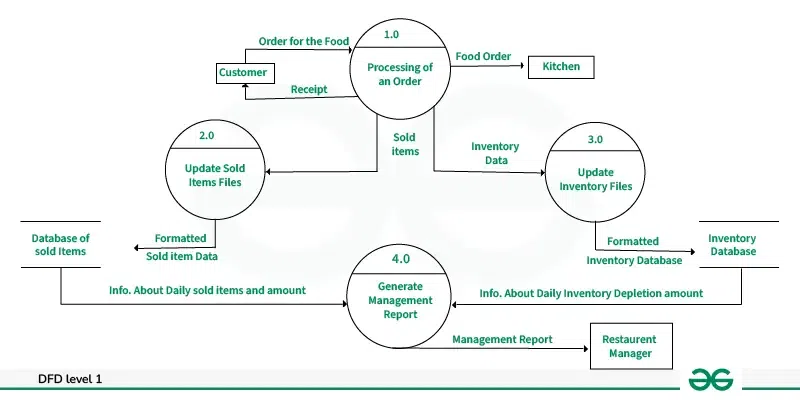 1.0
Order for the Food
Food Order
Customer
Processing of
an Order
Kitchen
Receipt
2.0
Sold
items
Inventory
Data
3.0
Update Sold
Items Files
Update
Inventory Files
Database of
sold Items
Formatted
Sold item Data
Formatted
Inventory Database
Inventory
Database
4.0
Generate
Management
Report
Info. About Daily sold items and amount
Info. About Daily Inventory Depletion amount
Management Report
Restaurent
Manager
DFD level 1